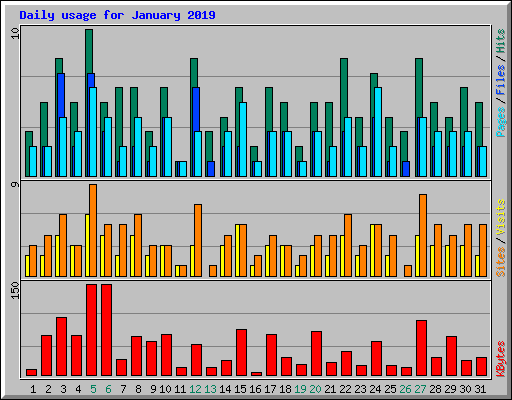 Daily usage for January 2019
10
Pages/Files/Hits
9
Sites/Visits
150
KBytes
1 2 3 4 5 6 7 8 9 10 11 12 13 14 15 16 17 18 19 20 21 22 23 24 25 26 27 28 29 30 31